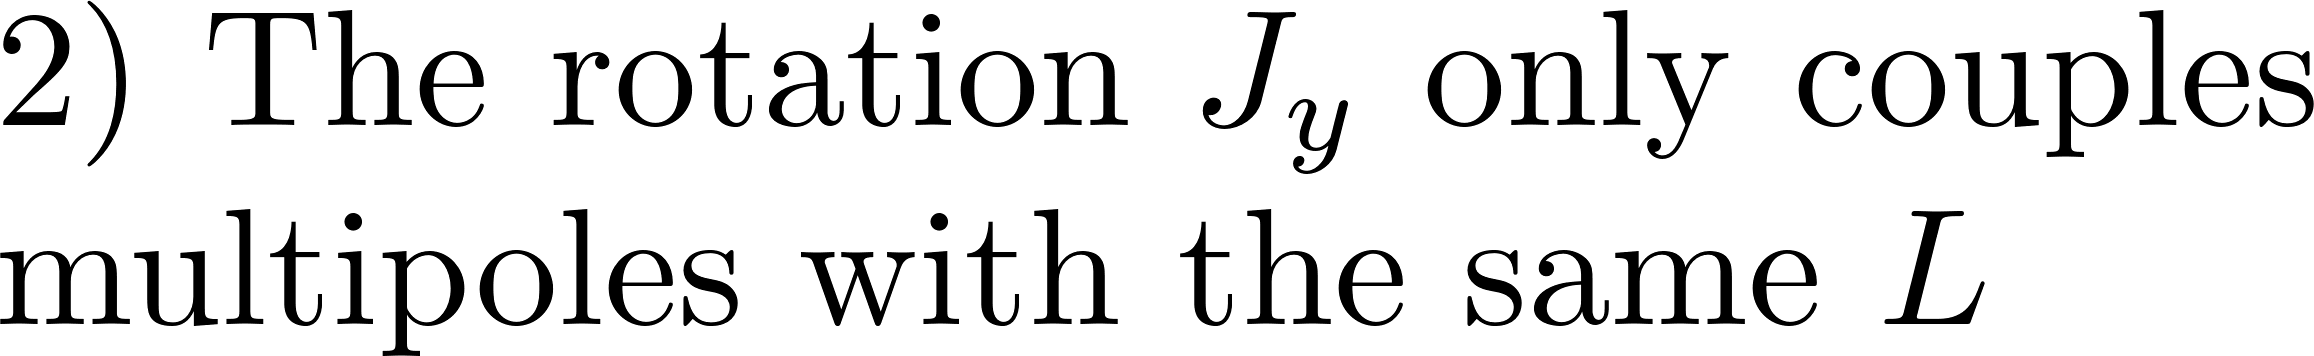 2) The rotation $J_y$ only couples
multipoles with the same $L$